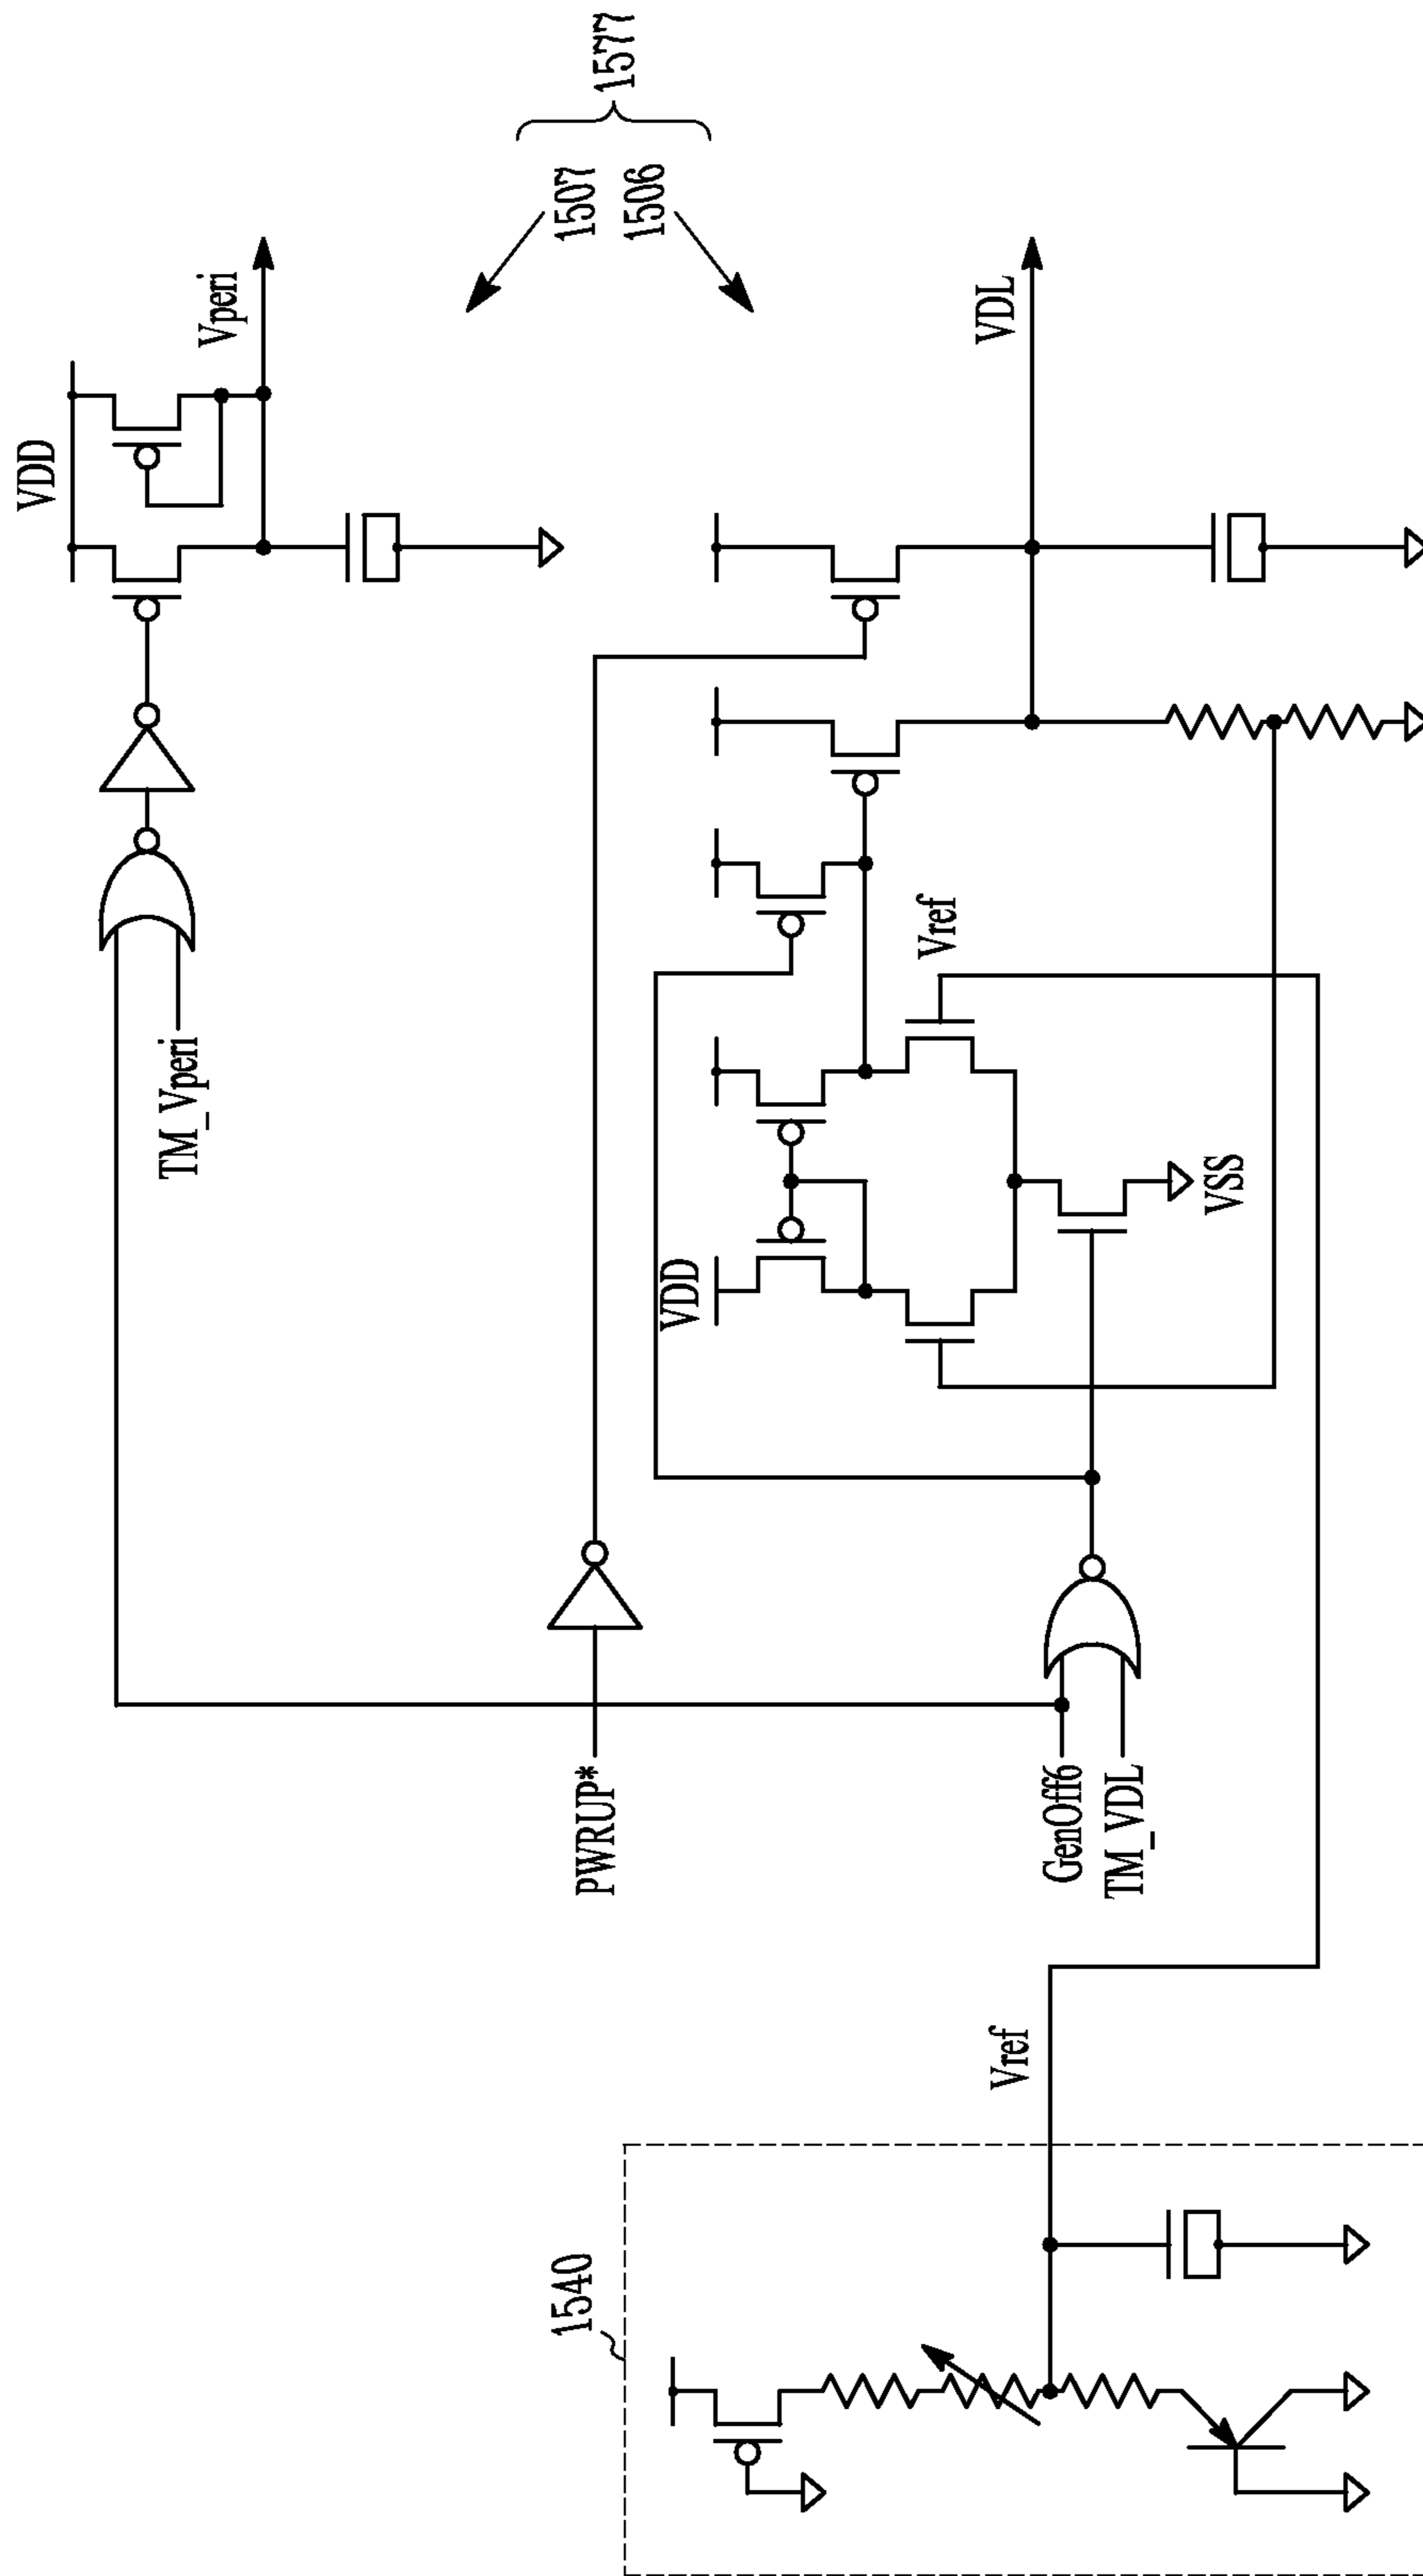 1577
1507
1506
VDD
Vperi
TM_Vperi
VDL
Vref
VDD
VSS
PWRUP*
GenOff6
TM_VDL
Vref
1540